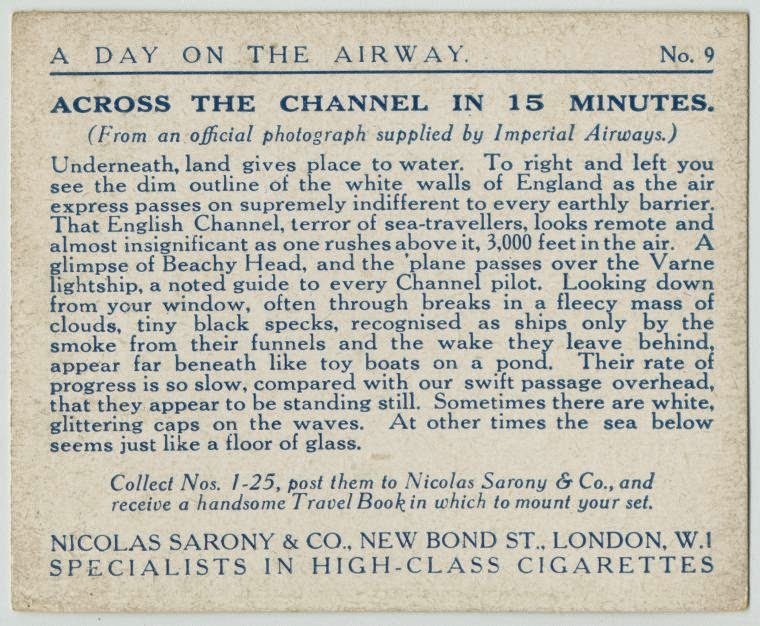 A DAY ON THE AIRWAY. No. 9
ACROSS THE CHANNEL IN 15 MINUTES.
(From an official photograph supplied by Imperial Airways.)
Underneath, land gives place to water. To right and left you
see the dim outline of the white walls of England as the air
express passes on supremely indifferent to every earthly barrier.
That English Channel, terror of sea-travellers, looks remote and
almost insignificant as one rushes above it, 3,000 feet in the air. A
glimpse of Beachy Head, and the 'plane passes over the Varne
lightship, a noted guide to every Channel pilot. Looking down
from your window, often through breaks in a fleecy mass of
clouds, tiny black specks, recognised as ships only by the
smoke from their funnels and the wake they leave behind,
appear far beneath like toy boats on a pond. Their rate of
progress is so slow, compared with our swift passage overhead,
that they appear to be standing still. Sometimes there are white,
glittering caps on the waves. At other times the sea below
seems just like a floor of glass.
Collect Nos. 1-25, post them to Nicolas Sarony & Co., and
receive a handsome Travel Book in which to mount your set.
NICOLAS SARONY & CO., NEW BOND ST., LONDON, W.1
SPECIALISTS IN HIGH-CLASS CIGARETTES